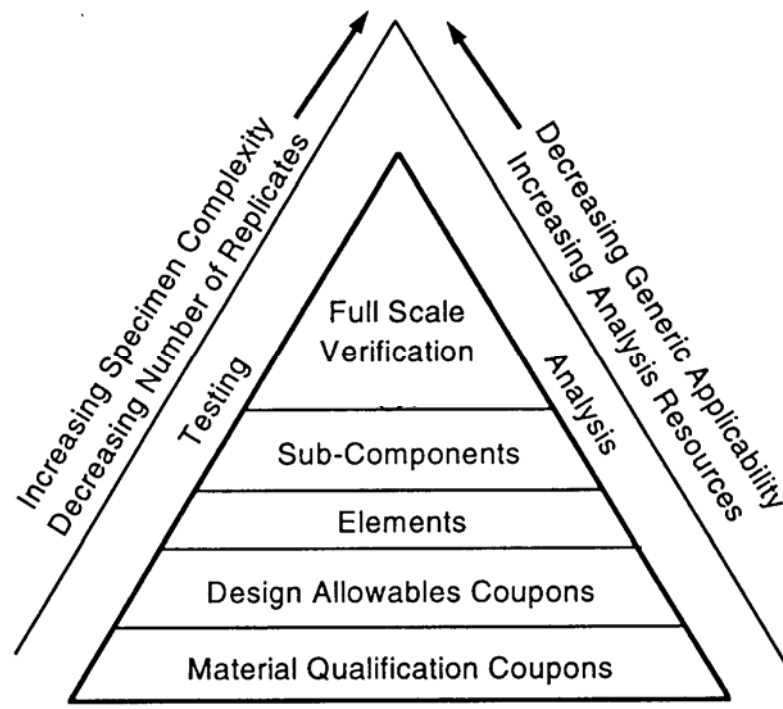 Increasing Specimen Complexity
Decreasing Number of Replicates
Testing
Decreasing Generic Applicability
Increasing Analysis Resources
Analysis
Full Scale
Verification
Sub-Components
Elements
Design Allowables Coupons
Material Qualification Coupons